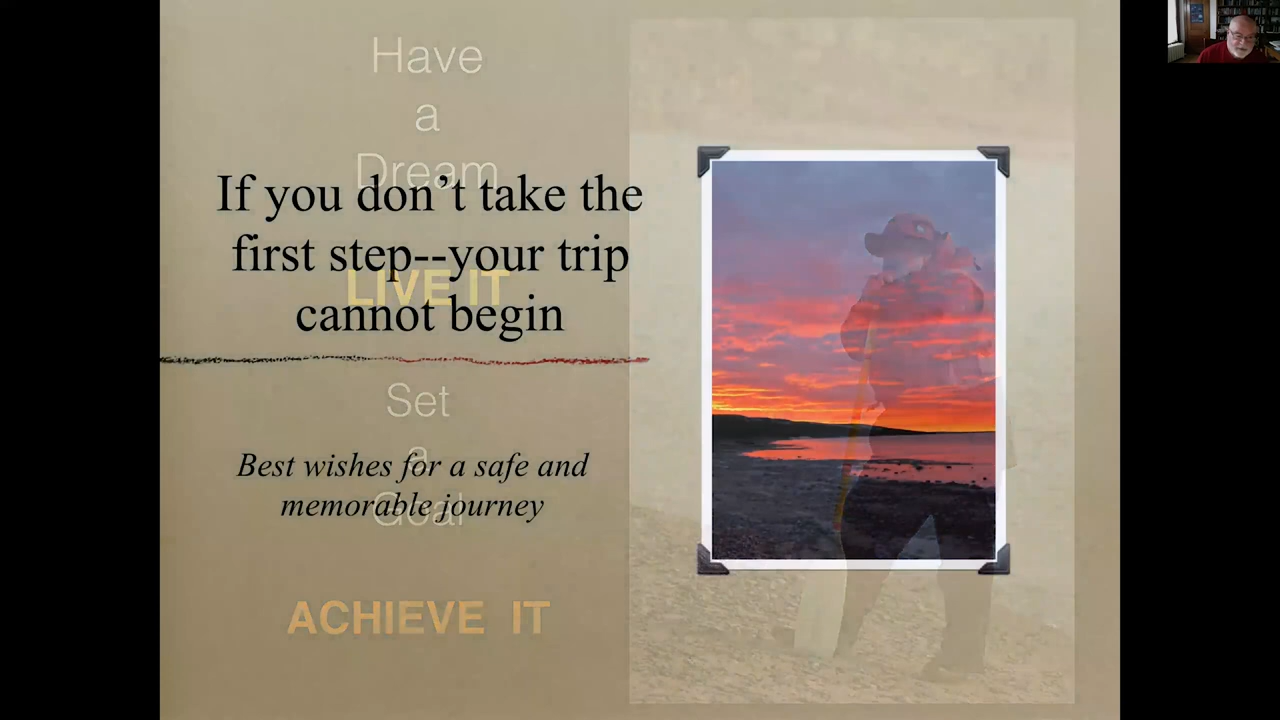 Have
a
Dream
If you don’t take the
first step--your trip
LIVE IT
cannot begin
Set
a
Best wishes for a safe and
memorable journey
Goal
ACHIEVE IT